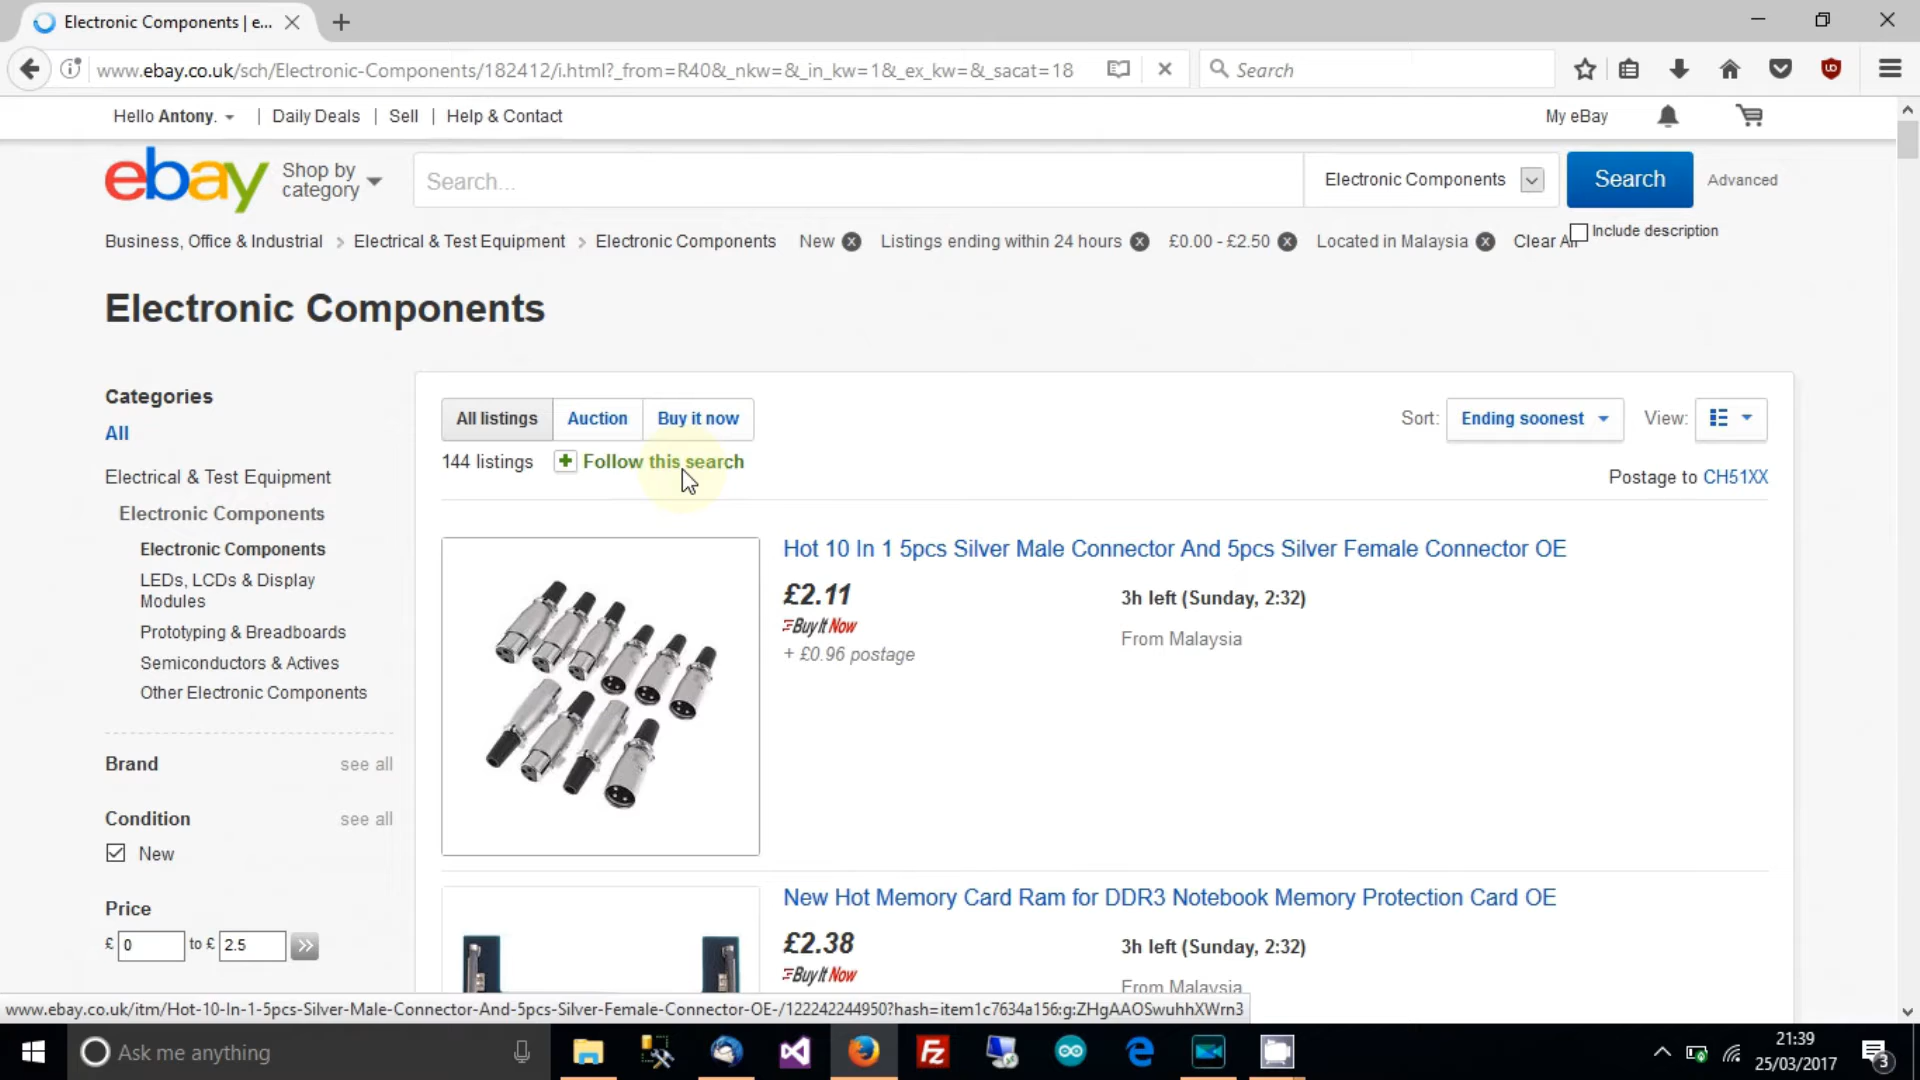 Electronic Components | e...
www.ebay.co.uk/sch/Electronic-Components/182412/i.html?_from=R40&_nkw=&_in_kw=1&_ex_kw=&_sacat=18
Search
Hello Antony. | Daily Deals | Sell | Help & Contact
My eBay
ebay
Shop by
category
Search...
Electronic Components
Search
Advanced
Include description
Business, Office & Industrial > Electrical & Test Equipment > Electronic Components New Listings ending within 24 hours £0.00 - £2.50 Located in Malaysia Clear All
Electronic Components
Categories
All
Electrical & Test Equipment
Electronic Components
Electronic Components
LEDs, LCDs & Display
Modules
Prototyping & Breadboards
Semiconductors & Actives
Other Electronic Components
Brand see all
Condition see all
New
Price
£ 0 to £ 2.5
All listings Auction Buy it now
Sort: Ending soonest View:
144 listings Follow this search
Postage to CH51XX
Hot 10 In 1 5pcs Silver Male Connector And 5pcs Silver Female Connector OE
£2.11
3h left (Sunday, 2:32)
Buy It Now
From Malaysia
+ £0.96 postage
New Hot Memory Card Ram for DDR3 Notebook Memory Protection Card OE
£2.38
3h left (Sunday, 2:32)
Buy It Now
From Malaysia
www.ebay.co.uk/itm/Hot-10-In-1-5pcs-Silver-Male-Connector-And-5pcs-Silver-Female-Connector-OE-/122242244950?hash=item1c7634a156:g:ZHgAAOSwuhhXWrn3
Ask me anything
21:39
25/03/2017
3